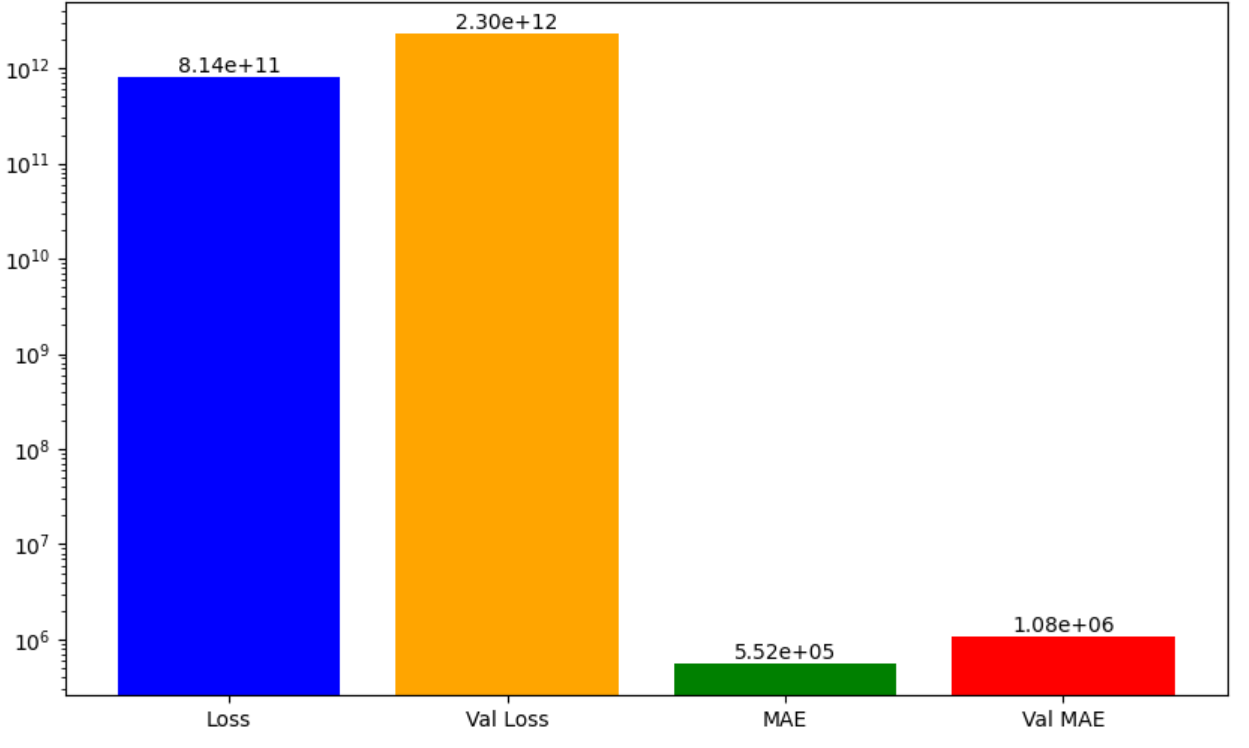 2.30e+12
8.14e+11
10¹²
10¹¹
10¹⁰
10⁹
10⁸
10⁷
10⁶
1.08e+06
5.52e+05
Loss
Val Loss
MAE
Val MAE